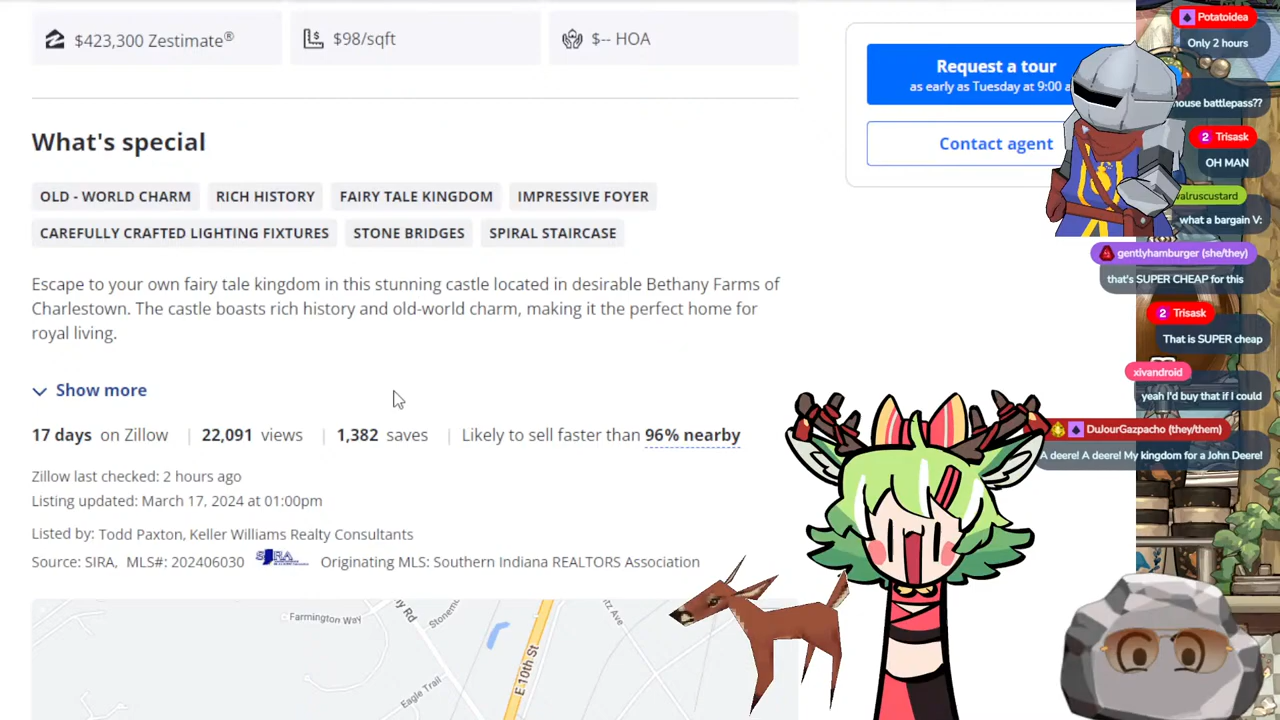 $423,300 Zestimate®
$98/sqft
$-- HOA
Request a tour
as early as Tuesday at 9:00 a
Contact agent
What's special
OLD - WORLD CHARM
RICH HISTORY
FAIRY TALE KINGDOM
IMPRESSIVE FOYER
CAREFULLY CRAFTED LIGHTING FIXTURES
STONE BRIDGES
SPIRAL STAIRCASE
Escape to your own fairy tale kingdom in this stunning castle located in desirable Bethany Farms of
Charlestown. The castle boasts rich history and old-world charm, making it the perfect home for
royal living.
Show more
17 days on Zillow | 22,091 views | 1,382 saves | Likely to sell faster than 96% nearby
Zillow last checked: 2 hours ago
Listing updated: March 17, 2024 at 01:00pm
Listed by: Todd Paxton, Keller Williams Realty Consultants
Source: SIRA, MLS#: 202406030 SIRA Originating MLS: Southern Indiana REALTORS Association
Farmington Way
Eagle Trail
E 10th St
Potatoidea
Only 2 hours
house battlepass??
2 Trisask
OH MAN
valruscustard
what a bargain V:
gentlyhamburger (she/they)
that's SUPER CHEAP for this
2 Trisask
That is SUPER cheap
xivandroid
yeah I'd buy that if I could
DuJourGazpacho (they/them)
A deere! A deere! My kingdom for a John Deere!